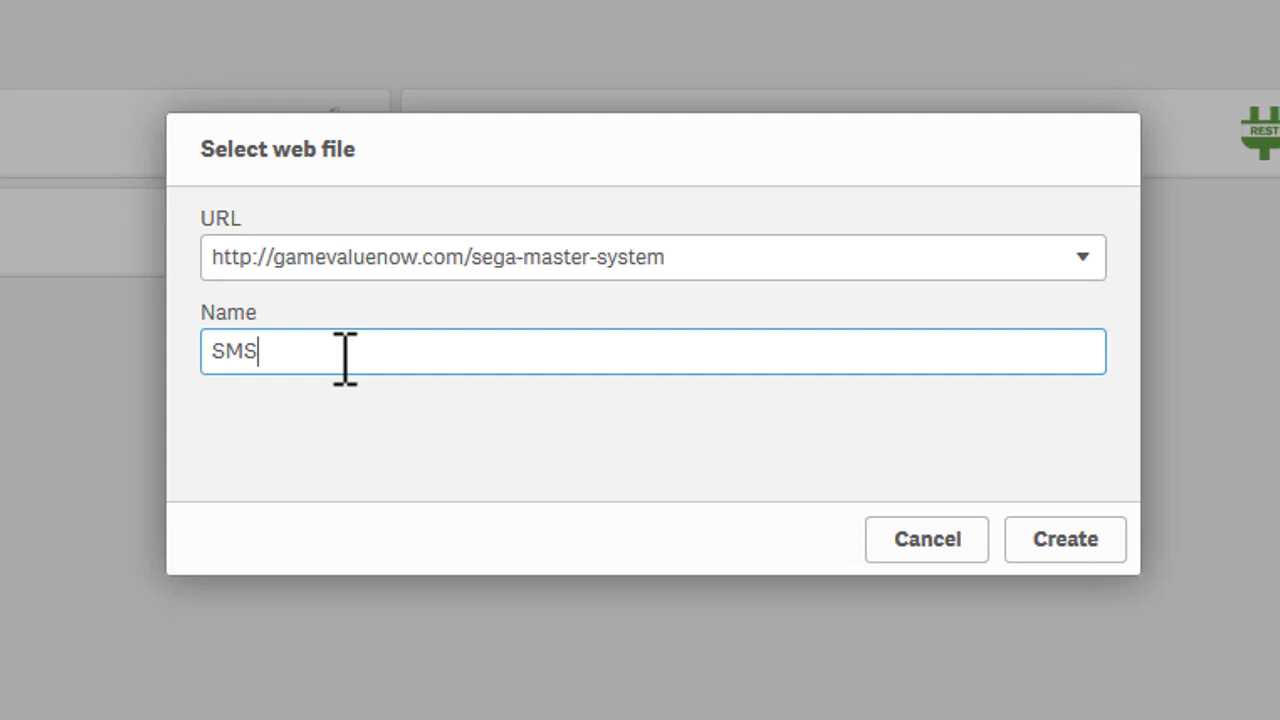 REST
Select web file
URL
http://gamevaluenow.com/sega-master-system
Name
SMS
Cancel
Create